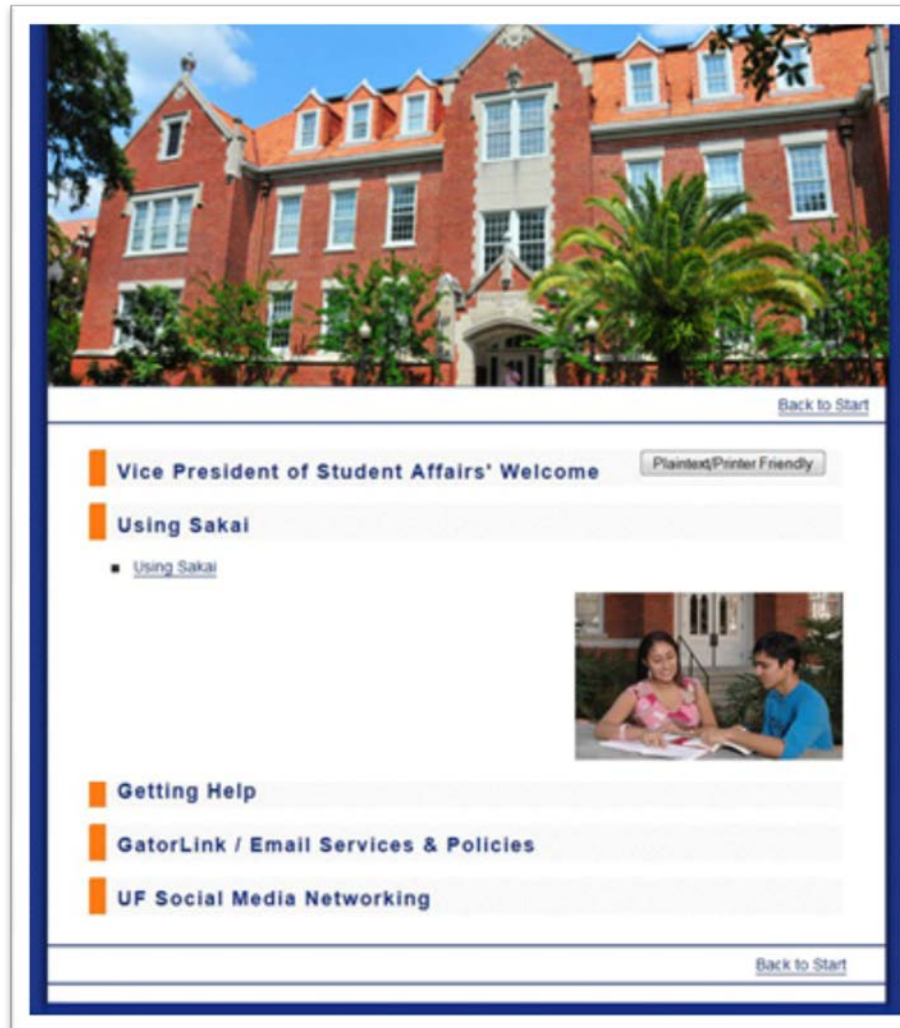 Back to Start
Vice President of Student Affairs' Welcome
Plaintext/Printer Friendly
Using Sakai
Using Sakai
Getting Help
GatorLink / Email Services & Policies
UF Social Media Networking
Back to Start